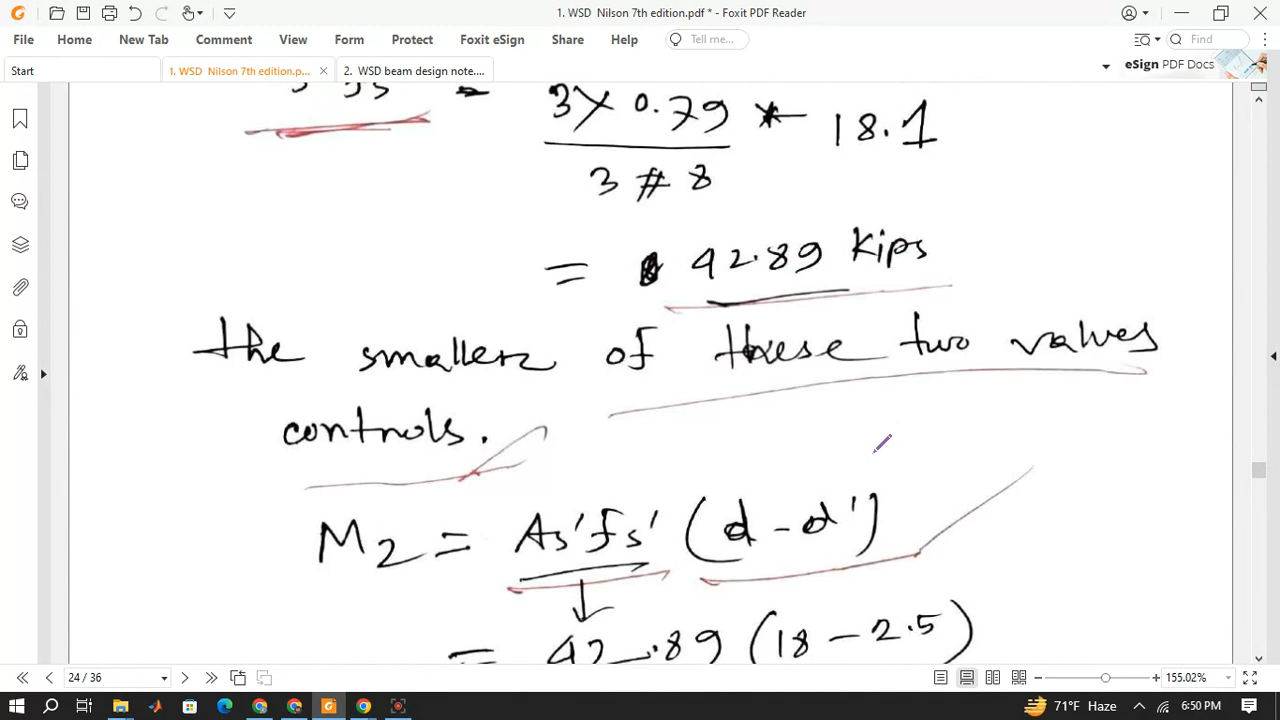 1. WSD Nilson 7th edition.pdf * - Foxit PDF Reader
File Home New Tab Comment View Form Protect Foxit eSign Share Help Tell me... Find
Start 1. WSD Nilson 7th edition.p... 2. WSD beam design note.... eSign PDF Docs
3 × 0.79 * 18.1
3 # 8
= 42.89 Kips
the smaller of these two values
controls.
M2 = As'fs' (d - d')
= 42.89 (18 - 2.5)
24 / 36 155.02%
71°F Haze 6:50 PM